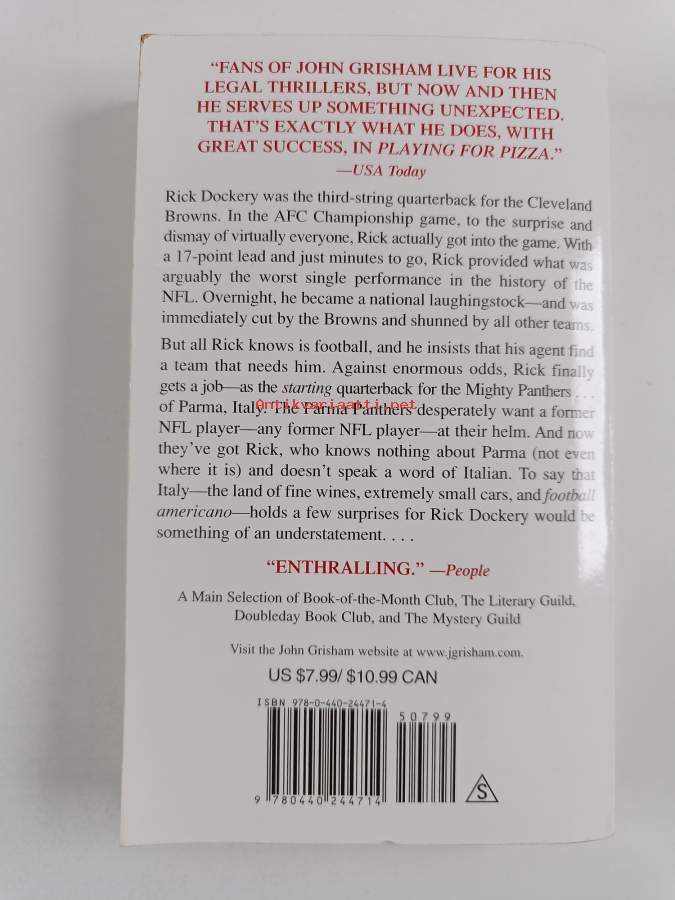 “FANS OF JOHN GRISHAM LIVE FOR HIS
LEGAL THRILLERS, BUT NOW AND THEN
HE SERVES UP SOMETHING UNEXPECTED.
THAT’S EXACTLY WHAT HE DOES, WITH
GREAT SUCCESS, IN PLAYING FOR PIZZA.”
—USA Today
Rick Dockery was the third-string quarterback for the Cleveland
Browns. In the AFC Championship game, to the surprise and
dismay of virtually everyone, Rick actually got into the game. With
a 17-point lead and just minutes to go, Rick provided what was
arguably the worst single performance in the history of the
NFL. Overnight, he became a national laughingstock—and was
immediately cut by the Browns and shunned by all other teams.
But all Rick knows is football, and he insists that his agent find
a team that needs him. Against enormous odds, Rick finally
gets a job—as the starting quarterback for the Mighty Panthers . . .
Antikvariaatti.net
of Parma, Italy. The Parma Panthers desperately want a former
NFL player—any former NFL player—at their helm. And now
they’ve got Rick, who knows nothing about Parma (not even
where it is) and doesn’t speak a word of Italian. To say that
Italy—the land of fine wines, extremely small cars, and football
americano—holds a few surprises for Rick Dockery would be
something of an understatement. . . .
“ENTHRALLING.” —People
A Main Selection of Book-of-the-Month Club, The Literary Guild,
Doubleday Book Club, and The Mystery Guild
Visit the John Grisham website at www.jgrisham.com.
US $7.99/ $10.99 CAN
ISBN 978-0-440-24471-4
50799
9 780440 244714
S